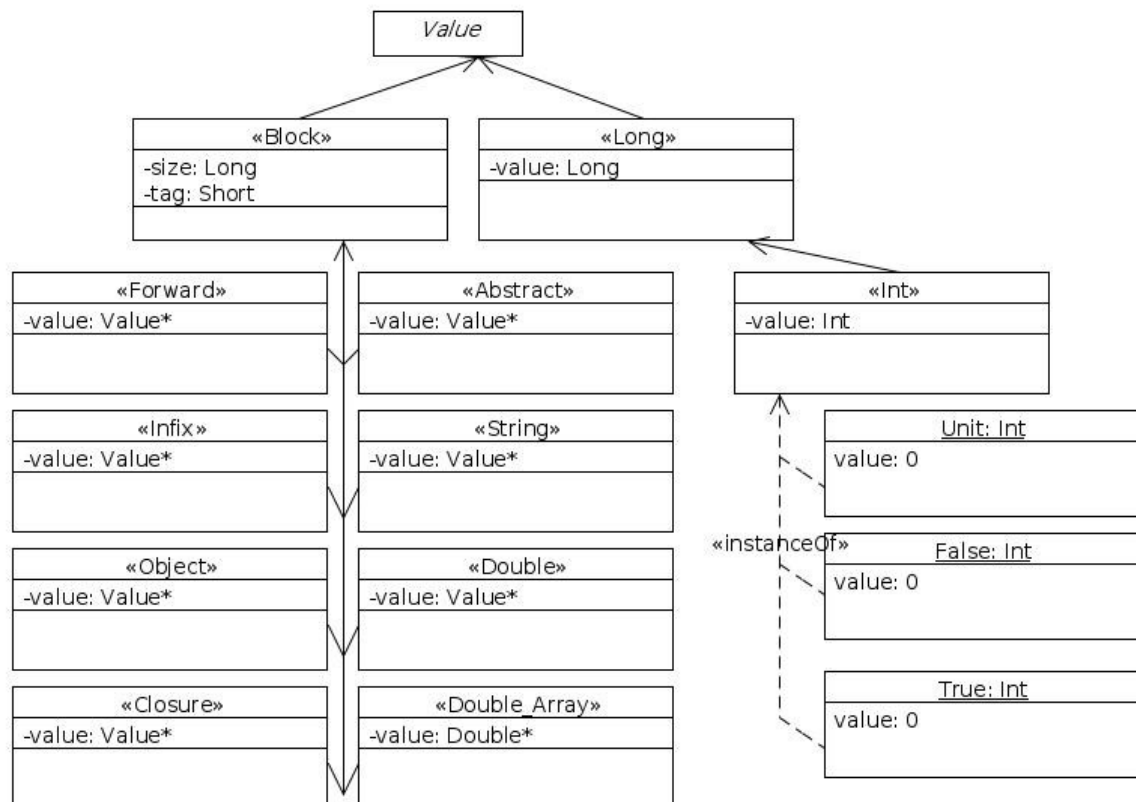 Value
«Block»
-size: Long
-tag: Short
«Long»
-value: Long
«Forward»
-value: Value*
«Abstract»
-value: Value*
«Int»
-value: Int
«Infix»
-value: Value*
«String»
-value: Value*
Unit: Int
value: 0
«instanceOf»
False: Int
value: 0
«Object»
-value: Value*
«Double»
-value: Value*
True: Int
value: 0
«Closure»
-value: Value*
«Double_Array»
-value: Double*